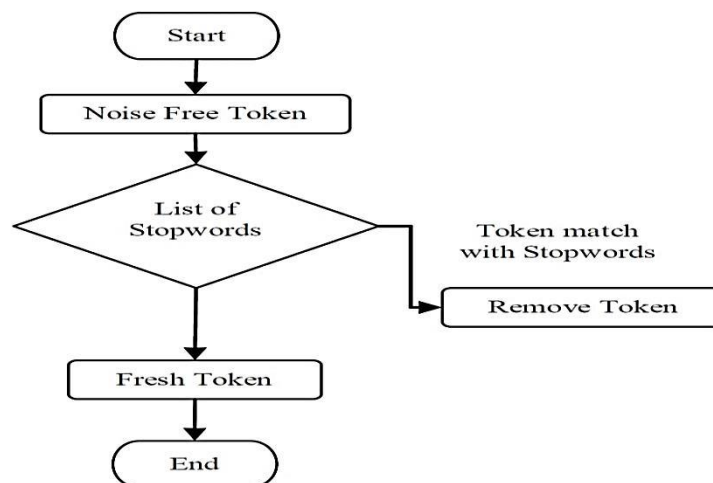 Start
Noise Free Token
List of
Stopwords
Token match
with Stopwords
Remove Token
Fresh Token
End